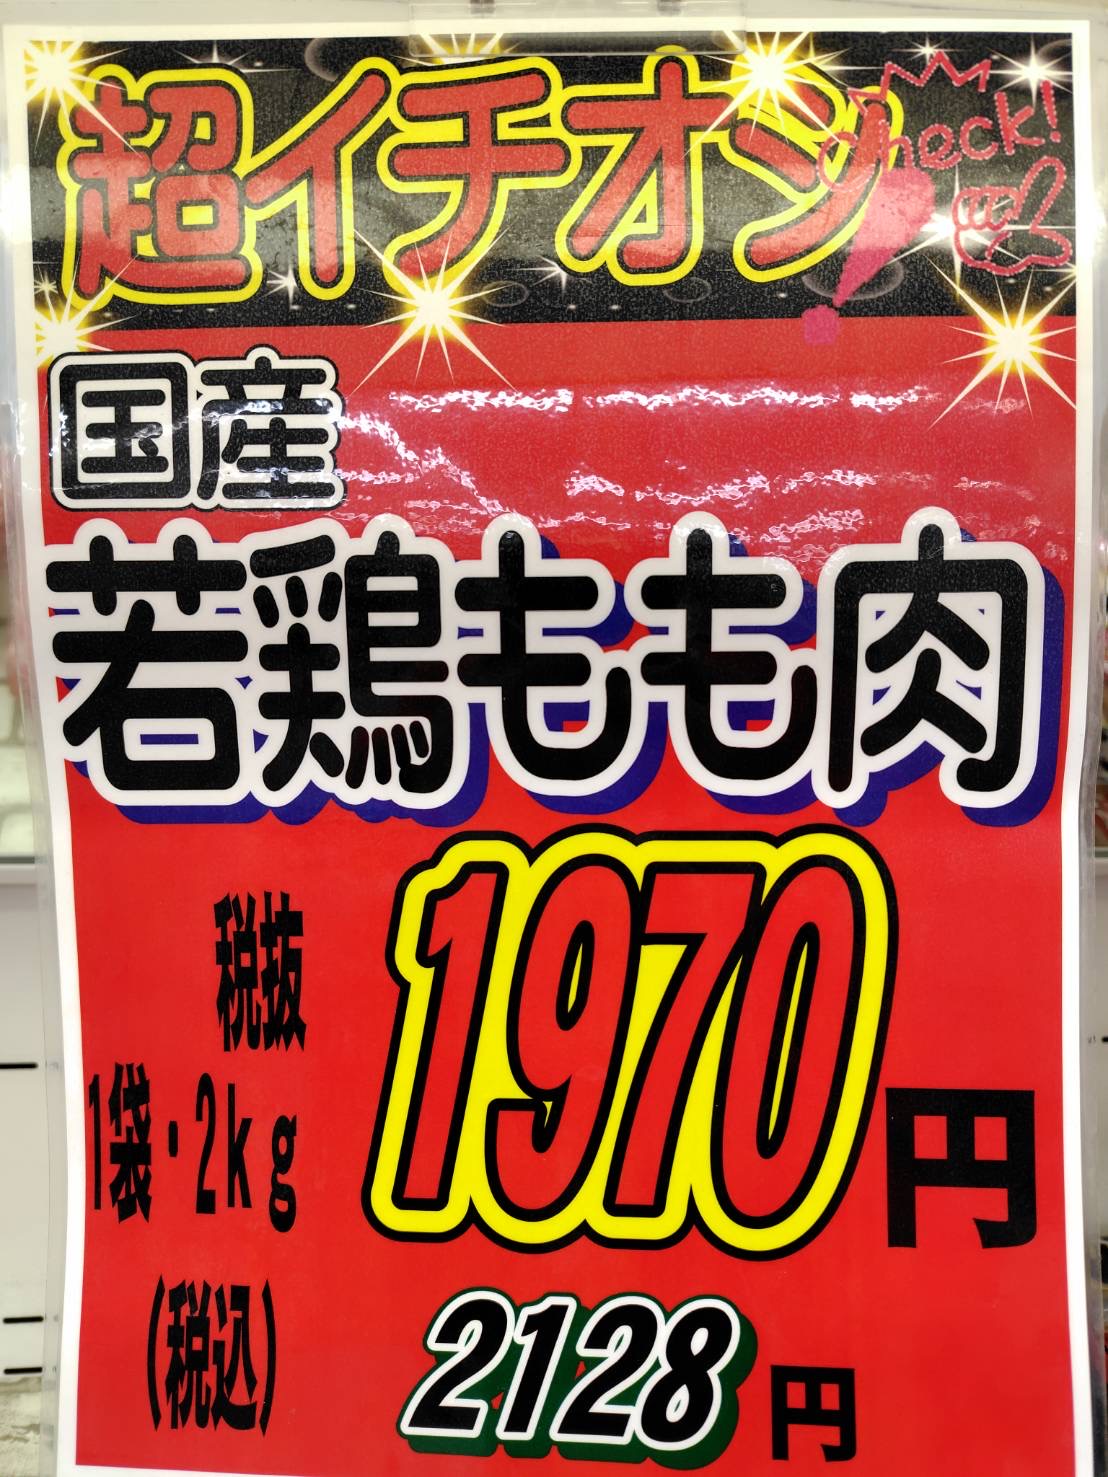 超イチオシ
Check!
国産
若鶏もも肉
税抜
1袋・2kg
1970円
(税込)
2128円